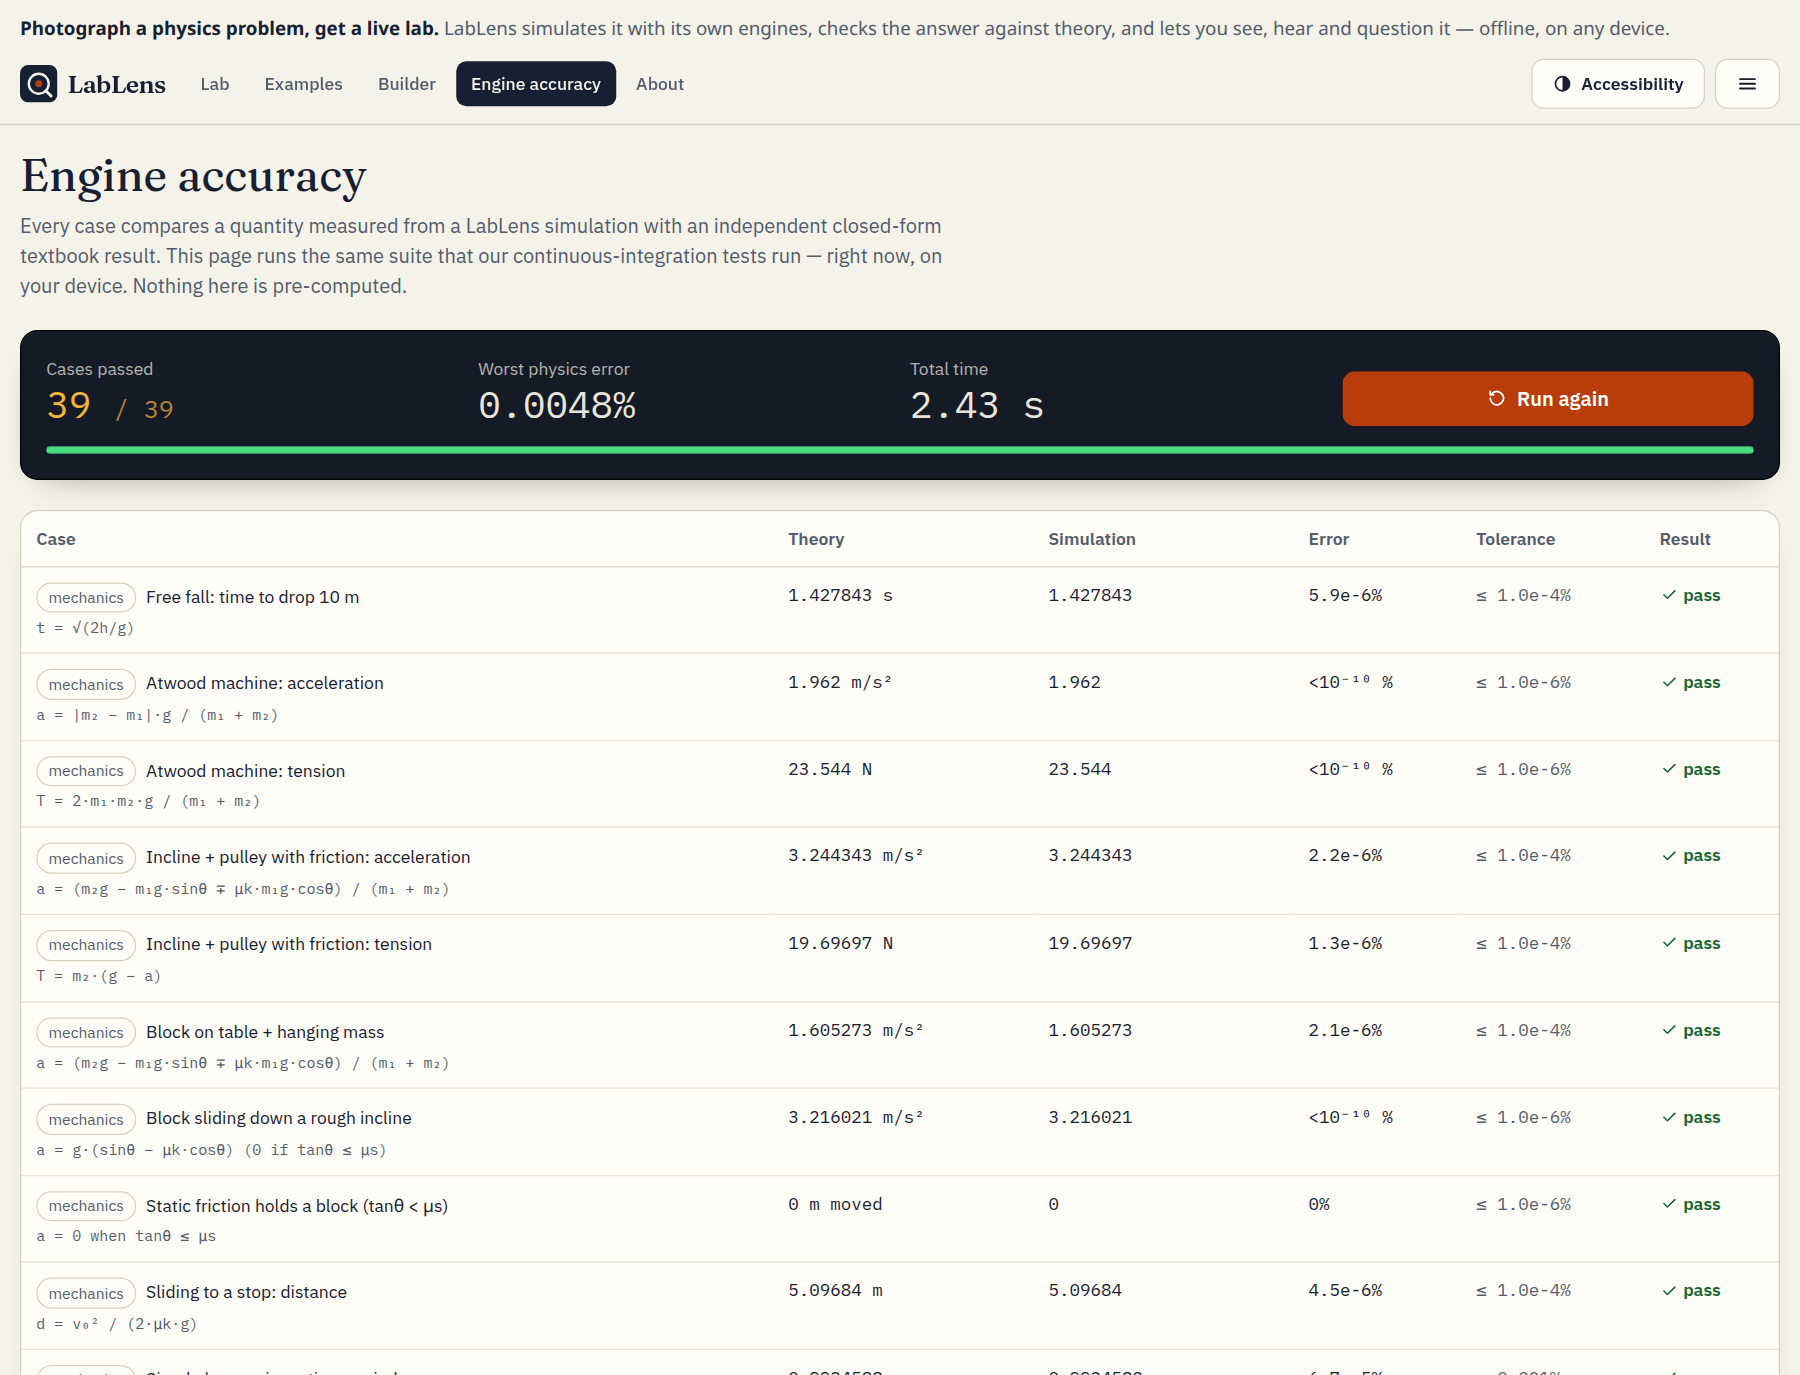 Photograph a physics problem, get a live lab. LabLens simulates it with its own engines, checks the answer against theory, and lets you see, hear and question it — offline, on any device.
LabLens Lab Examples Builder Engine accuracy About Accessibility
Engine accuracy
Every case compares a quantity measured from a LabLens simulation with an independent closed-form
textbook result. This page runs the same suite that our continuous-integration tests run — right now, on
your device. Nothing here is pre-computed.
Cases passed Worst physics error Total time
39 / 39 0.0048% 2.43 s Run again
Case Theory Simulation Error Tolerance Result
mechanics Free fall: time to drop 10 m 1.427843 s 1.427843 5.9e-6% ≤ 1.0e-4% ✓ pass
t = √(2h/g)
mechanics Atwood machine: acceleration 1.962 m/s² 1.962 <10⁻¹⁰ % ≤ 1.0e-6% ✓ pass
a = |m₂ − m₁|·g / (m₁ + m₂)
mechanics Atwood machine: tension 23.544 N 23.544 <10⁻¹⁰ % ≤ 1.0e-6% ✓ pass
T = 2·m₁·m₂·g / (m₁ + m₂)
mechanics Incline + pulley with friction: acceleration 3.244343 m/s² 3.244343 2.2e-6% ≤ 1.0e-4% ✓ pass
a = (m₂g − m₁g·sinθ ∓ μk·m₁g·cosθ) / (m₁ + m₂)
mechanics Incline + pulley with friction: tension 19.69697 N 19.69697 1.3e-6% ≤ 1.0e-4% ✓ pass
T = m₂·(g − a)
mechanics Block on table + hanging mass 1.605273 m/s² 1.605273 2.1e-6% ≤ 1.0e-4% ✓ pass
a = (m₂g − m₁g·sinθ ∓ μk·m₁g·cosθ) / (m₁ + m₂)
mechanics Block sliding down a rough incline 3.216021 m/s² 3.216021 <10⁻¹⁰ % ≤ 1.0e-6% ✓ pass
a = g·(sinθ − μk·cosθ) (0 if tanθ ≤ μs)
mechanics Static friction holds a block (tanθ < μs) 0 m moved 0 0% ≤ 1.0e-6% ✓ pass
a = 0 when tanθ ≤ μs
mechanics Sliding to a stop: distance 5.09684 m 5.09684 4.5e-6% ≤ 1.0e-4% ✓ pass
d = v₀² / (2·μk·g)